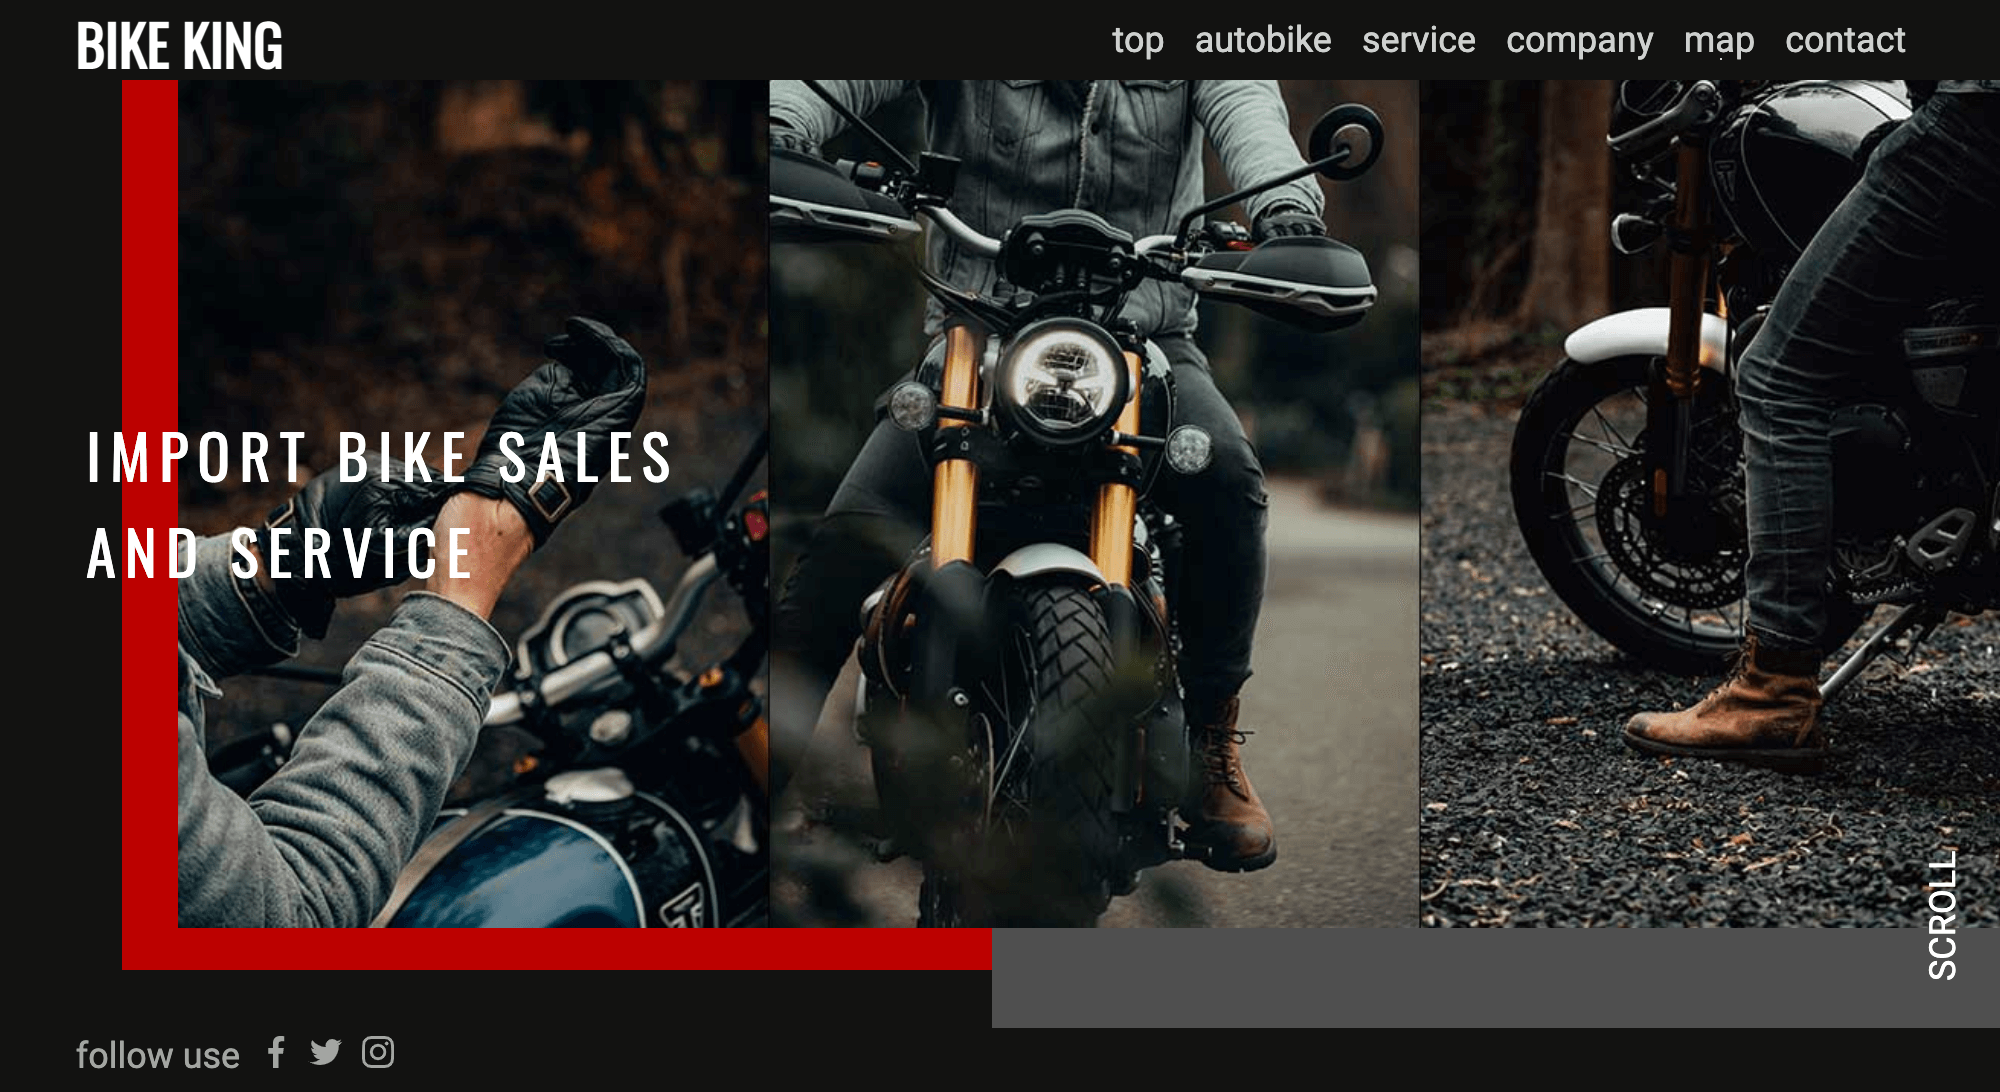 BIKE KING
top autobike service company map contact
IMPORT BIKE SALES
AND SERVICE
SCROLL
follow use